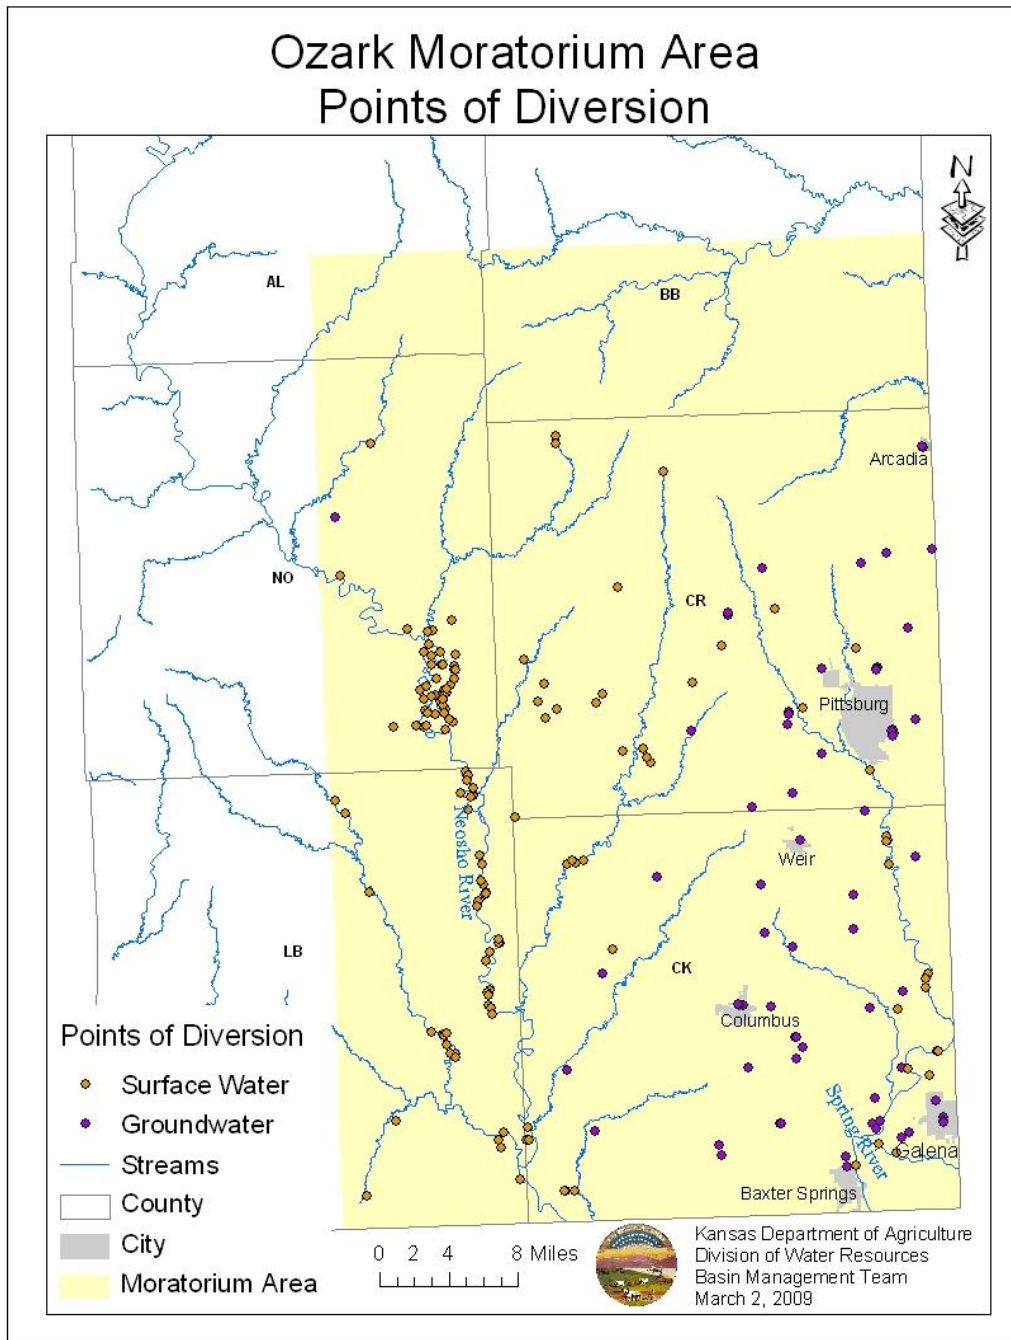 Ozark Moratorium Area
Points of Diversion
N
AL
BB
Arcadia
NO
CR
Pittsburg
Neosho River
Weir
LB
CK
Columbus
Points of Diversion
Surface Water
Groundwater
Streams
County
City
Moratorium Area
Spring River
Galena
Baxter Springs
0 2 4 8 Miles
Kansas Department of Agriculture
Division of Water Resources
Basin Management Team
March 2, 2009